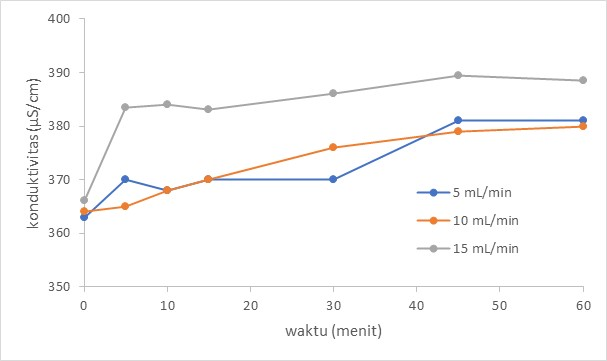 400
390
380
370
360
350
konduktivitas (µS/cm)
0
10
20
30
40
50
60
waktu (menit)
5 mL/min
10 mL/min
15 mL/min